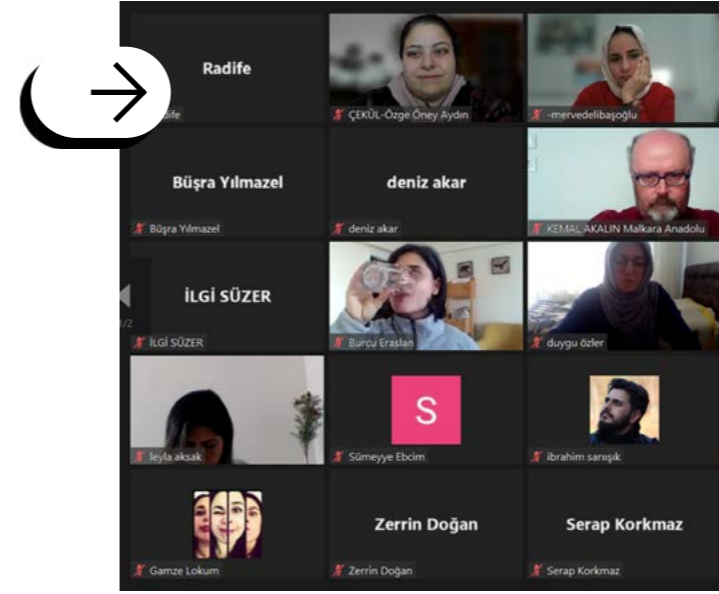 Radife
ÇEKÜL-Özge Öney Aydın
-mervedelibaşoğlu
Büşra Yılmazel
deniz akar
Büşra Yılmazel
deniz akar
KEMAL AKALIN Malkara Anadolu
İLGİ SÜZER
1/2
İLGİ SÜZER
Burcu Eraslan
duygu özler
S
leyla aksak
Sümeyye Ebcim
ibrahim sarışık
Zerrin Doğan
Serap Korkmaz
Gamze Lokum
Zerrin Doğan
Serap Korkmaz